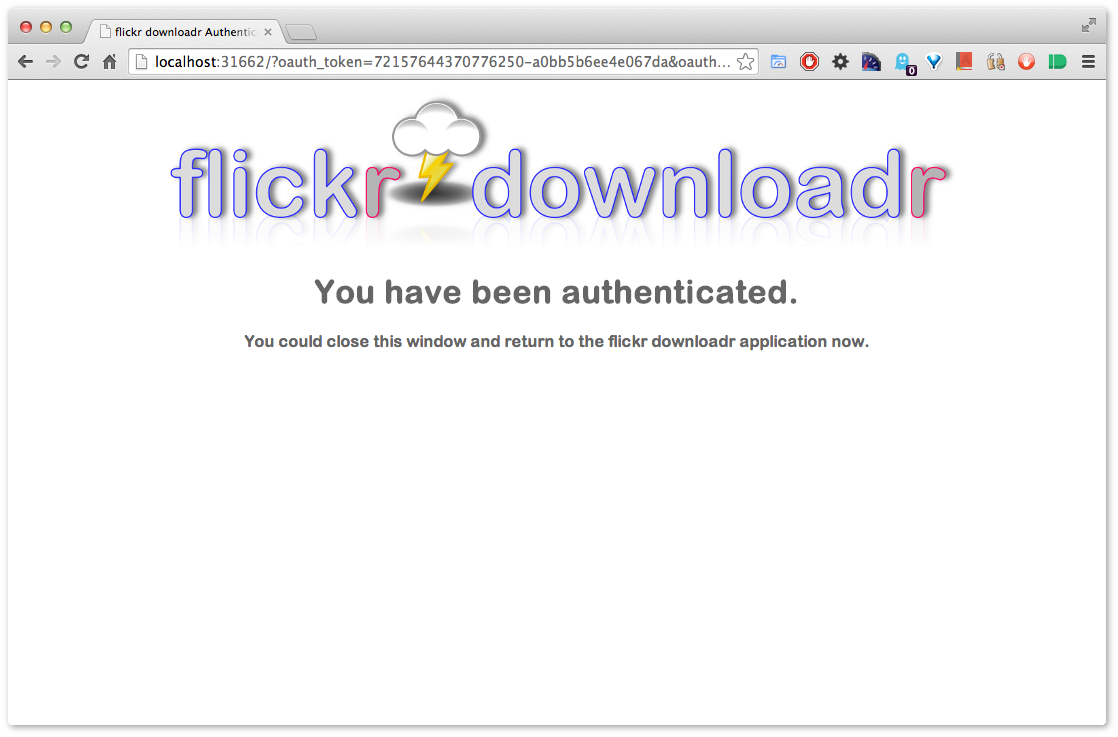 flickr downloadr Authentic
localhost:31662/?oauth_token=72157644370776250-a0bb5b6ee4e067da&oauth...
0
flickr downloadr
You have been authenticated.
You could close this window and return to the flickr downloadr application now.